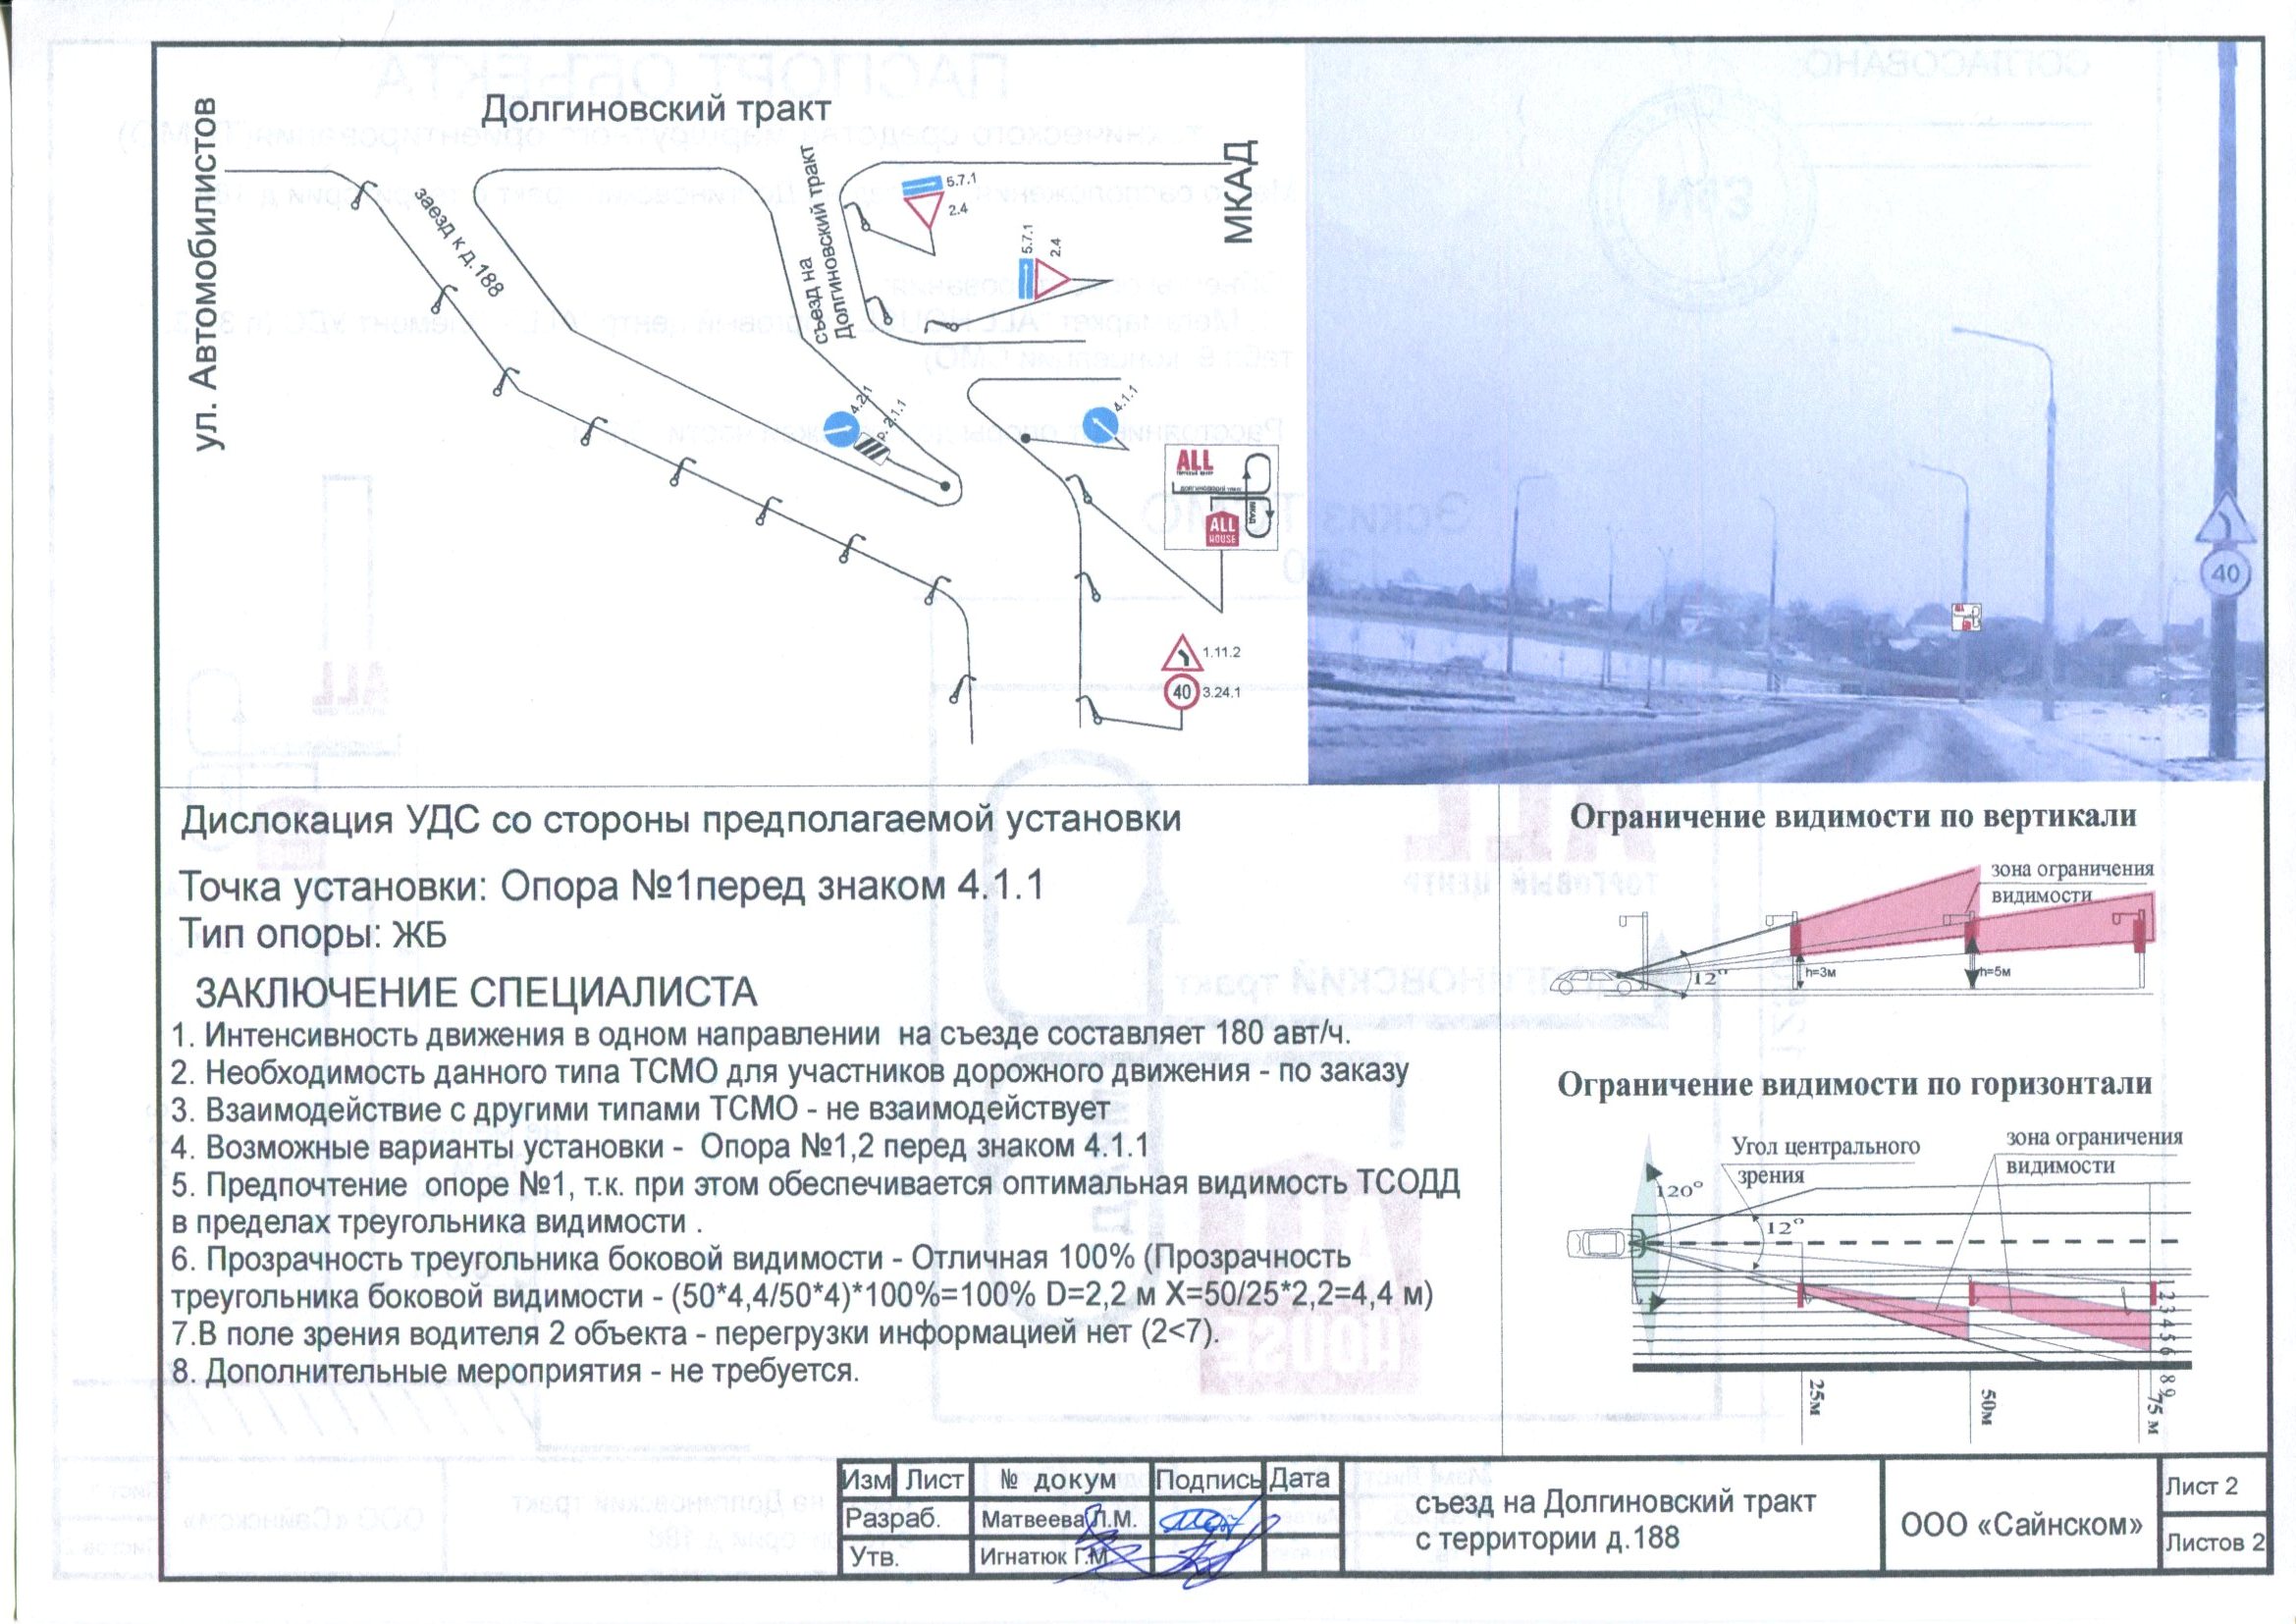 Долгиновский тракт
ул. Автомобилистов
МКАД
заезд к д.188
съезд на
Долгиновский тракт
5.7.1
2.4
5.7.1
2.4
4.2.1
4.1.1
ALL
ДОЛГИНОВСКИЙ ТРАКТ
МКАД
ALL
HOUSE
1.11.2
40
3.24.1
40
Дислокация УДС со стороны предполагаемой установки
Точка установки: Опора №1перед знаком 4.1.1
Тип опоры: ЖБ
ЗАКЛЮЧЕНИЕ СПЕЦИАЛИСТА
1. Интенсивность движения в одном направлении на съезде составляет 180 авт/ч.
2. Необходимость данного типа ТСМО для участников дорожного движения - по заказу
3. Взаимодействие с другими типами ТСМО - не взаимодействует
4. Возможные варианты установки - Опора №1,2 перед знаком 4.1.1
5. Предпочтение опоре №1, т.к. при этом обеспечивается оптимальная видимость ТСОДД
в пределах треугольника видимости .
6. Прозрачность треугольника боковой видимости - Отличная 100% (Прозрачность
треугольника боковой видимости - (50*4,4/50*4)*100%=100% D=2,2 м X=50/25*2,2=4,4 м)
7.В поле зрения водителя 2 объекта - перегрузки информацией нет (2<7).
8. Дополнительные мероприятия - не требуется.
Ограничение видимости по вертикали
зона ограничения
видимости
12°
h=3м
h=5м
Ограничение видимости по горизонтали
Угол центрального
зрения
зона ограничения
видимости
120°
12°
1 2 3 4 5 6
8 9
25м
50м
75 м
Изм Лист № докум Подпись Дата
Разраб. Матвеева Л.М.
Утв. Игнатюк Г.М
съезд на Долгиновский тракт
с территории д.188
ООО «Сайнском»
Лист 2
Листов 2